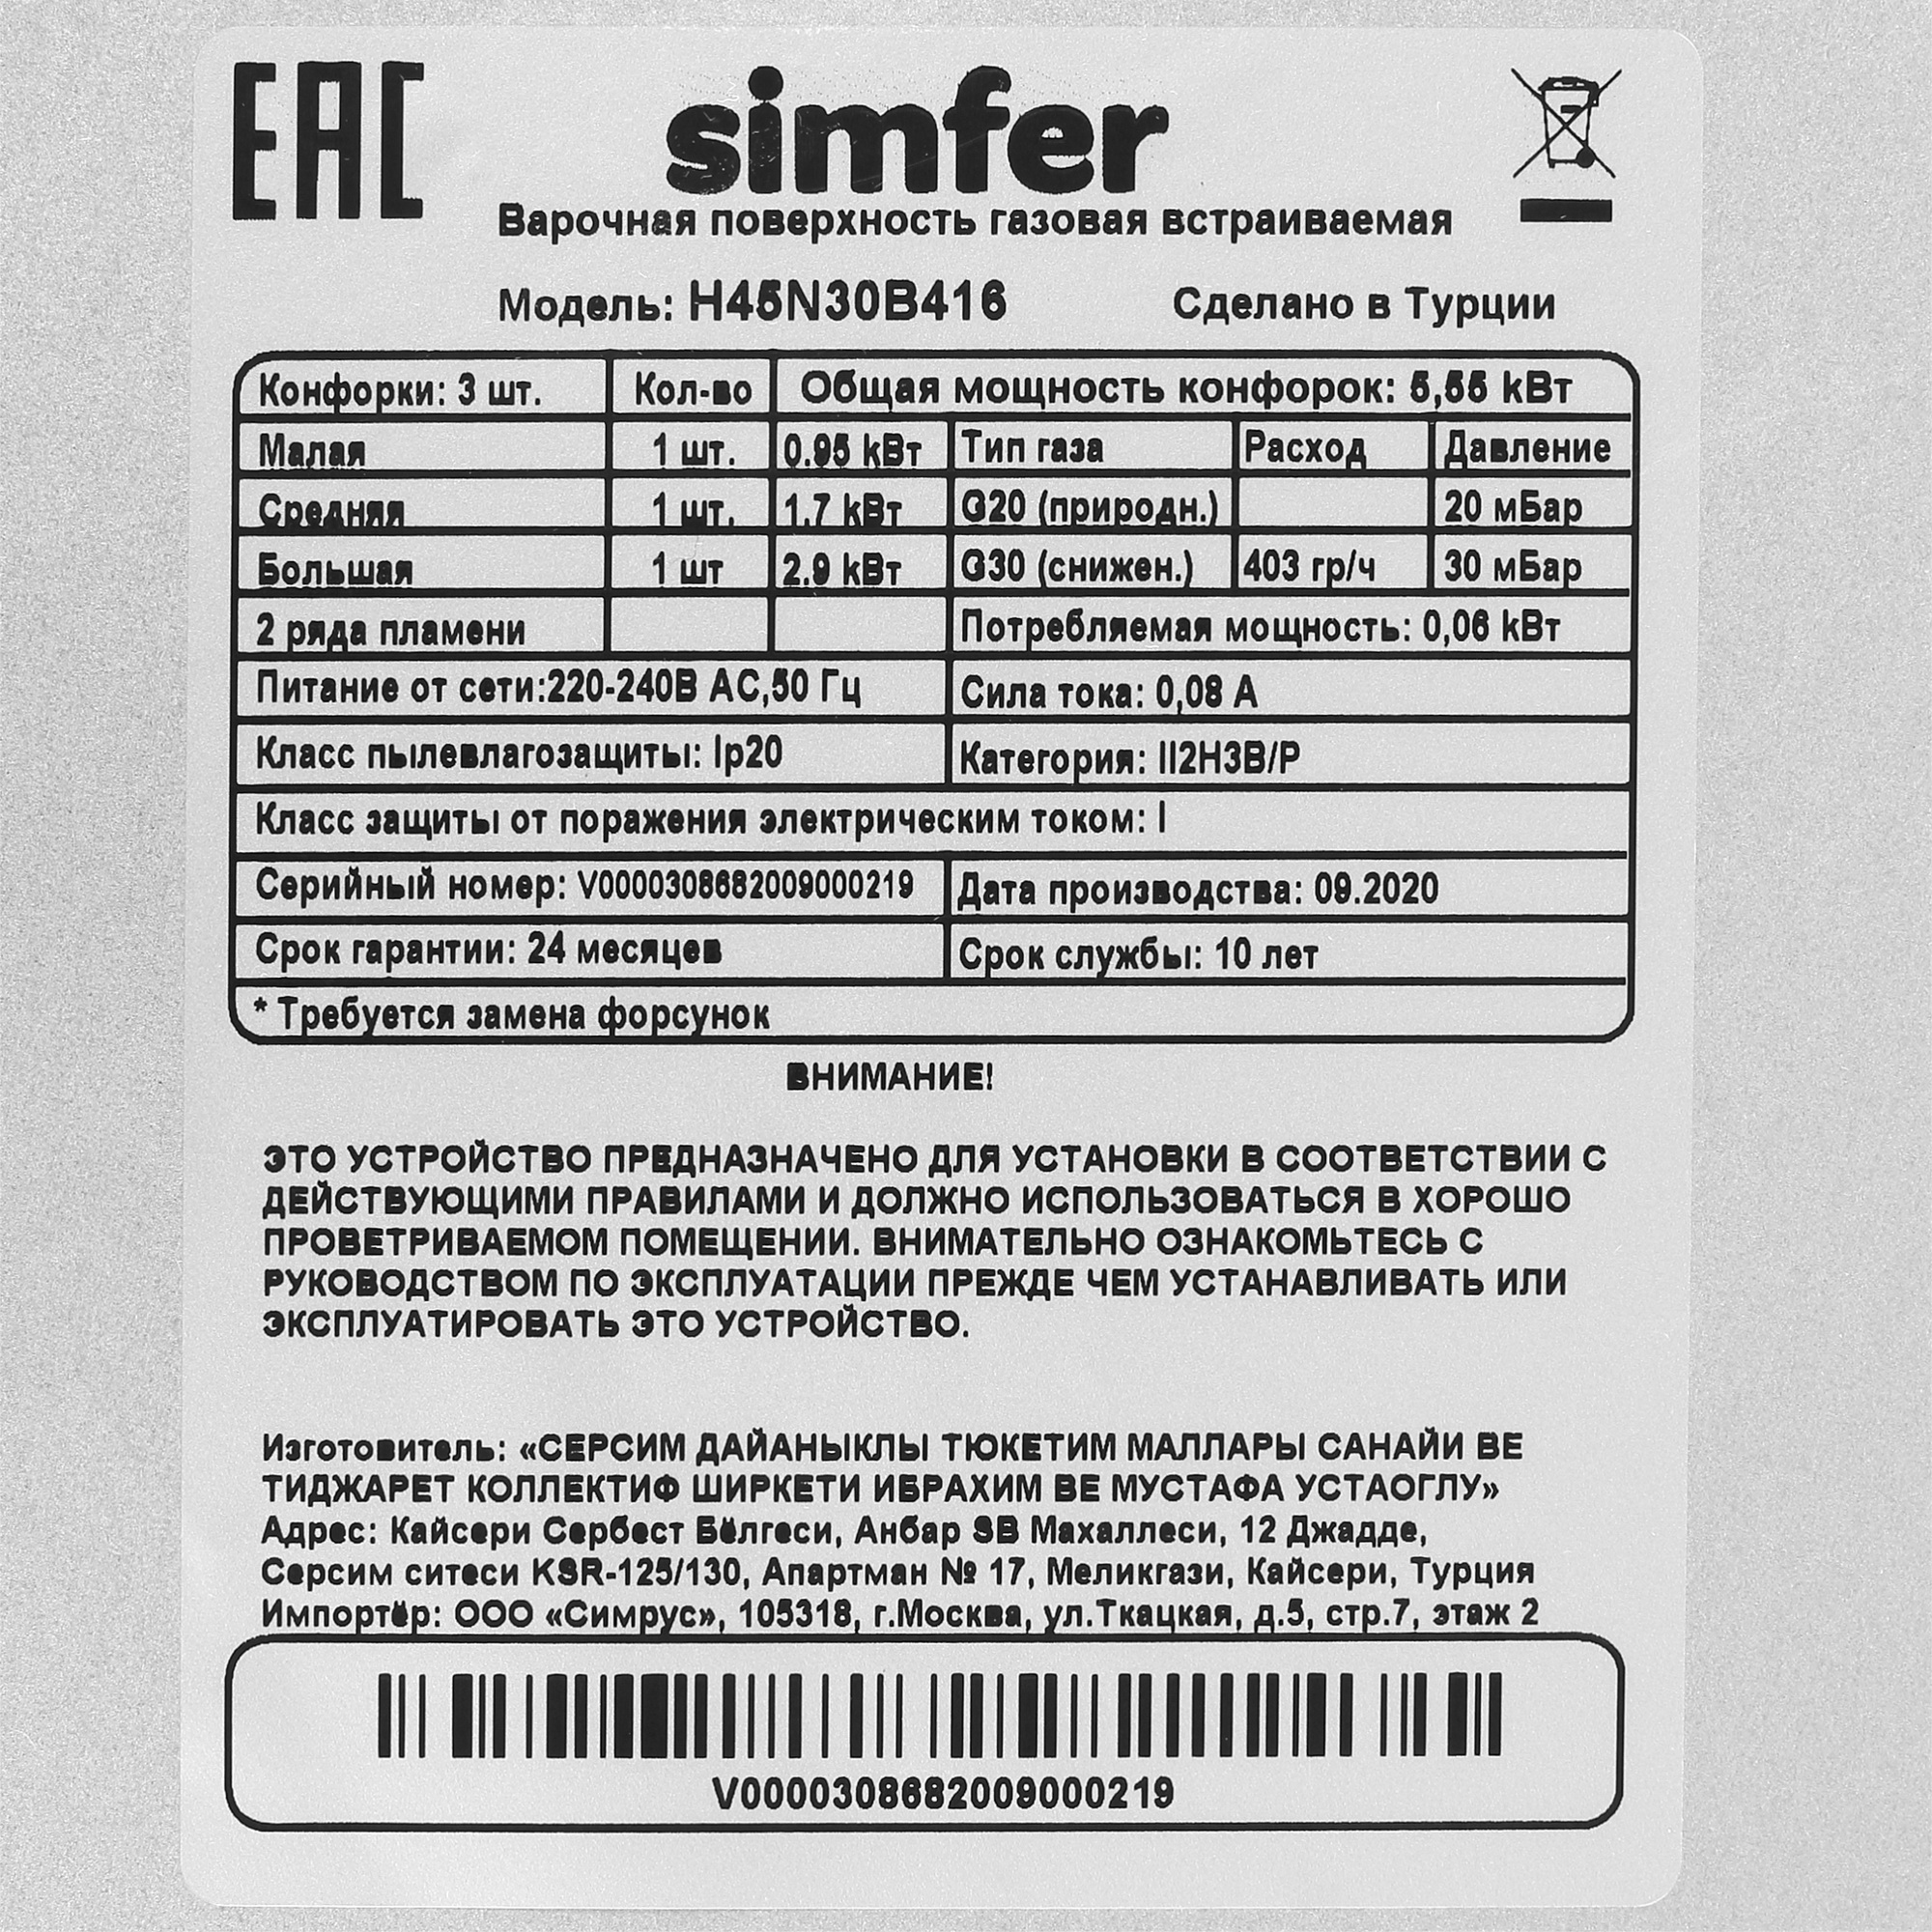 EAC
simfer
Варочная поверхность газовая встраиваемая
Модель: H45N30B416 Сделано в Турции
Конфорки: 3 шт. Кол-во Общая мощность конфорок: 5,55 kВт
Малая 1 шт. 0.95 kВт Тип газа Расход Давление
Средняя 1 шт. 1.7 kВт G20 (природн.) 20 мБар
Большая 1 шт 2.9 kВт G30 (снижен.) 403 гр/ч 30 мБар
2 ряда пламени Потребляемая мощность: 0,06 kВт
Питание от сети:220-240В АС,50 Гц Сила тока: 0,08 А
Класс пылевлагозащиты: Ip20 Категория: II2H3B/P
Класс защиты от поражения электрическим током: I
Серийный номер: V0000308682009000219 Дата производства: 09.2020
Срок гарантии: 24 месяцев Срок службы: 10 лет
* Требуется замена форсунок
ВНИМАНИЕ!
ЭТО УСТРОЙСТВО ПРЕДНАЗНАЧЕНО ДЛЯ УСТАНОВКИ В СООТВЕТСТВИИ С
ДЕЙСТВУЮЩИМИ ПРАВИЛАМИ И ДОЛЖНО ИСПОЛЬЗОВАТЬСЯ В ХОРОШО
ПРОВЕТРИВАЕМОМ ПОМЕЩЕНИИ. ВНИМАТЕЛЬНО ОЗНАКОМЬТЕСЬ С
РУКОВОДСТВОМ ПО ЭКСПЛУАТАЦИИ ПРЕЖДЕ ЧЕМ УСТАНАВЛИВАТЬ ИЛИ
ЭКСПЛУАТИРОВАТЬ ЭТО УСТРОЙСТВО.
Изготовитель: «СЕРСИМ ДАЙАНЫКЛЫ ТЮКЕТИМ МАЛЛАРЫ САНАЙИ ВЕ
ТИДЖАРЕТ КОЛЛЕКТИФ ШИРКЕТИ ИБРАХИМ ВЕ МУСТАФА УСТАОГЛУ»
Адрес: Кайсери Сербест Бёлгеси, Анбар SB Махаллеси, 12 Джадде,
Серсим ситеси KSR-125/130, Апартман № 17, Меликгази, Кайсери, Турция
Импортёр: ООО «Симрус», 105318, г.Москва, ул.Ткацкая, д.5, стр.7, этаж 2
V0000308682009000219